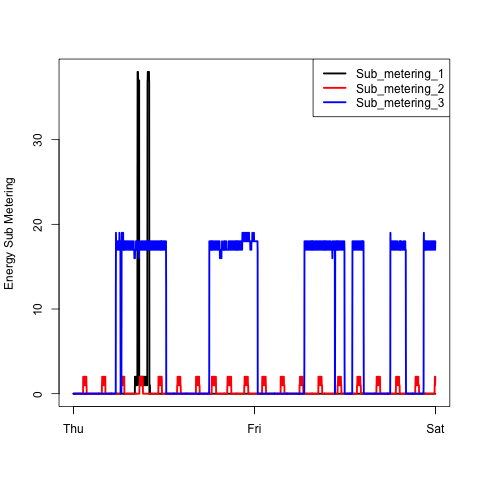 Sub_metering_1
Sub_metering_2
Sub_metering_3
Energy Sub Metering
30
20
10
0
Thu Fri Sat